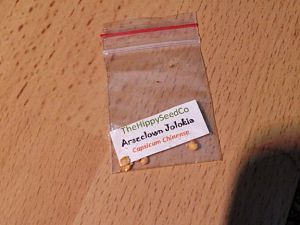 TheHippySeedCo
Arseclown Jolokia
Capsicum Chinense